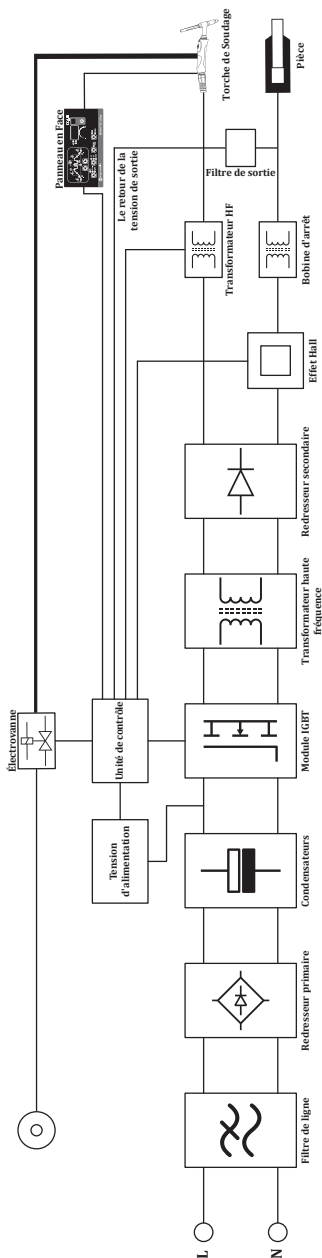 Électrovanne
Panneau en Face
Torche de Soudage
Le retour de la
tension de sortie
Pièce
Filtre de sortie
Transformateur HF
Bobine d'arrêt
Effet Hall
Redresseur secondaire
Transformateur haute
fréquence
Unité de contrôle
Module IGBT
Tension
d'alimentation
Condensateurs
Redresseur primaire
Filtre de ligne
L
N